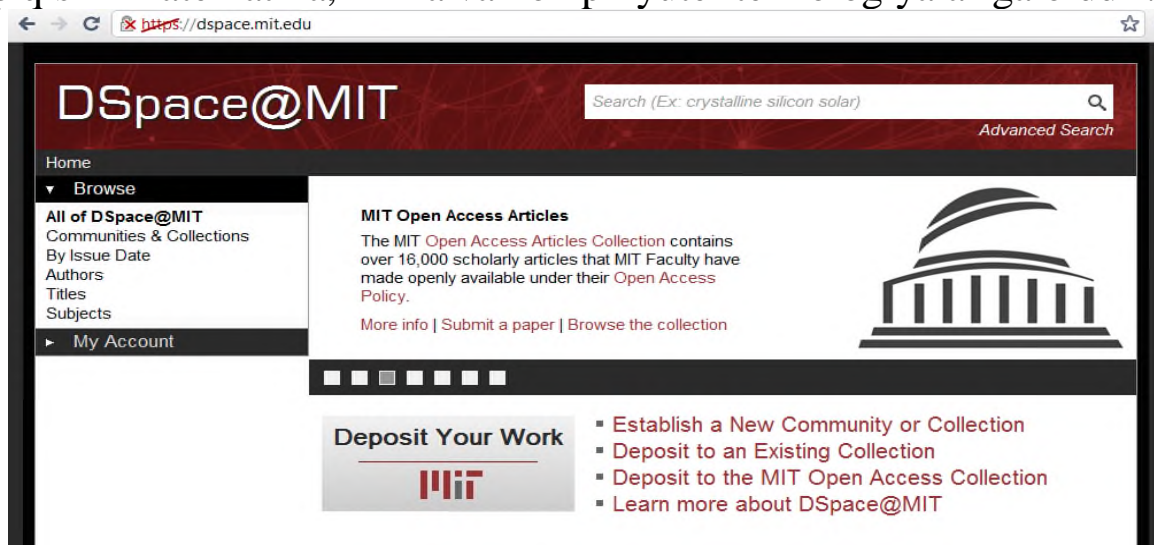 https://dspace.mit.edu
DSpace@MIT
Search (Ex: crystalline silicon solar)
Advanced Search
Home
Browse
All of DSpace@MIT
Communities & Collections
By Issue Date
Authors
Titles
Subjects
My Account
MIT Open Access Articles
The MIT Open Access Articles Collection contains
over 16,000 scholarly articles that MIT Faculty have
made openly available under their Open Access
Policy.
More info | Submit a paper | Browse the collection
Deposit Your Work
MIT
Establish a New Community or Collection
Deposit to an Existing Collection
Deposit to the MIT Open Access Collection
Learn more about DSpace@MIT